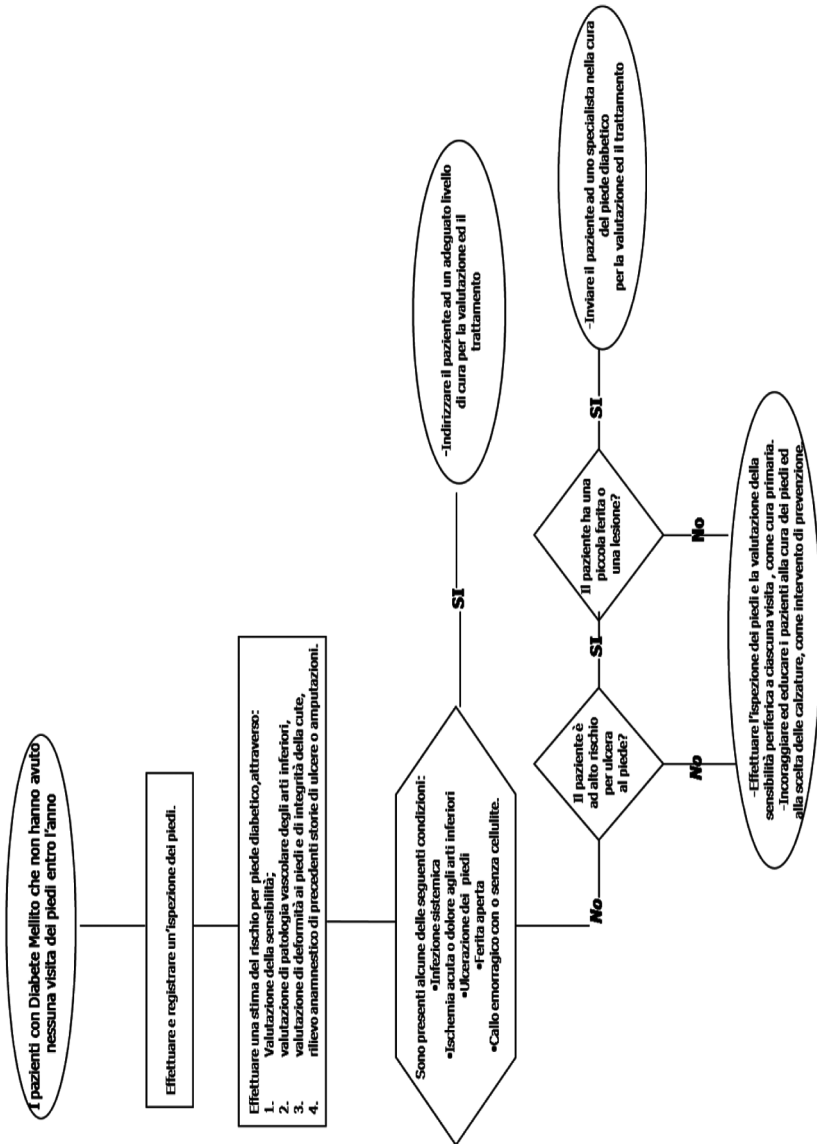 I pazienti con Diabete Mellito che non hanno avuto
nessuna visita dei piedi entro l'anno
Effettuare e registrare un'ispezione dei piedi.
Effettuare una stima del rischio per piede diabetico,attraverso:
1. Valutazione della sensibilità;
2. valutazione di patologia vascolare degli arti inferiori,
3. valutazione di deformità ai piedi e di integrità della cute,
4. rilievo anamnestico di precedenti storie di ulcere o amputazioni.
Sono presenti alcune delle seguenti condizioni:
•Infezione sistemica
•Ischemia acuta o dolore agli arti inferiori
•Ulcerazione dei piedi
•Ferita aperta
•Callo emorragico con o senza cellulite.
SI
-Indirizzare il paziente ad un adeguato livello
di cura per la valutazione ed il
trattamento
No
Il paziente è
ad alto rischio
per ulcera
al piede?
SI
Il paziente ha una
piccola ferita o
una lesione?
SI
-Inviare il paziente ad uno specialista nella cura
del piede diabetico
per la valutazione ed il trattamento
No
No
-Effettuare l'ispezione dei piedi e la valutazione della
sensibilità periferica a ciascuna visita , come cura primaria.
-Incoraggiare ed educare i pazienti alla cura dei piedi ed
alla scelta delle calzature, come intervento di prevenzione.